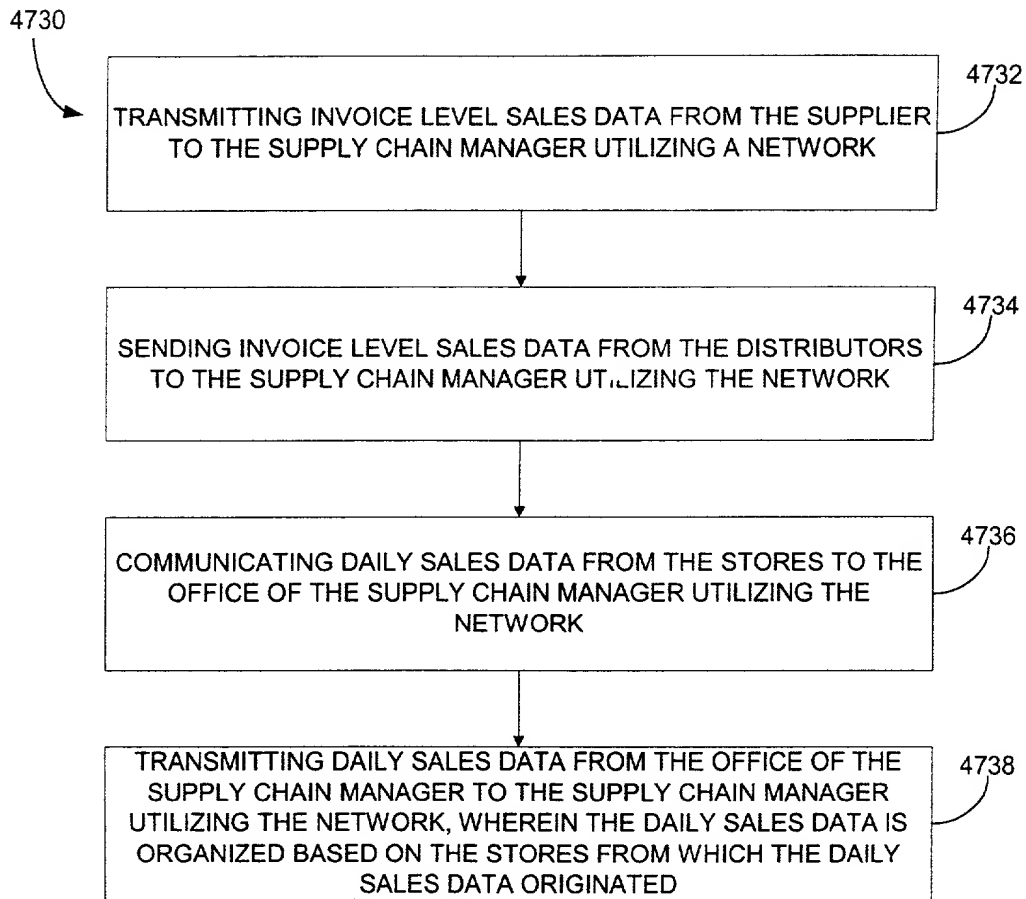 4730
4732
TRANSMITTING INVOICE LEVEL SALES DATA FROM THE SUPPLIER
TO THE SUPPLY CHAIN MANAGER UTILIZING A NETWORK
4734
SENDING INVOICE LEVEL SALES DATA FROM THE DISTRIBUTORS
TO THE SUPPLY CHAIN MANAGER UTILIZING THE NETWORK
4736
COMMUNICATING DAILY SALES DATA FROM THE STORES TO THE
OFFICE OF THE SUPPLY CHAIN MANAGER UTILIZING THE
NETWORK
4738
TRANSMITTING DAILY SALES DATA FROM THE OFFICE OF THE
SUPPLY CHAIN MANAGER TO THE SUPPLY CHAIN MANAGER
UTILIZING THE NETWORK, WHEREIN THE DAILY SALES DATA IS
ORGANIZED BASED ON THE STORES FROM WHICH THE DAILY
SALES DATA ORIGINATED